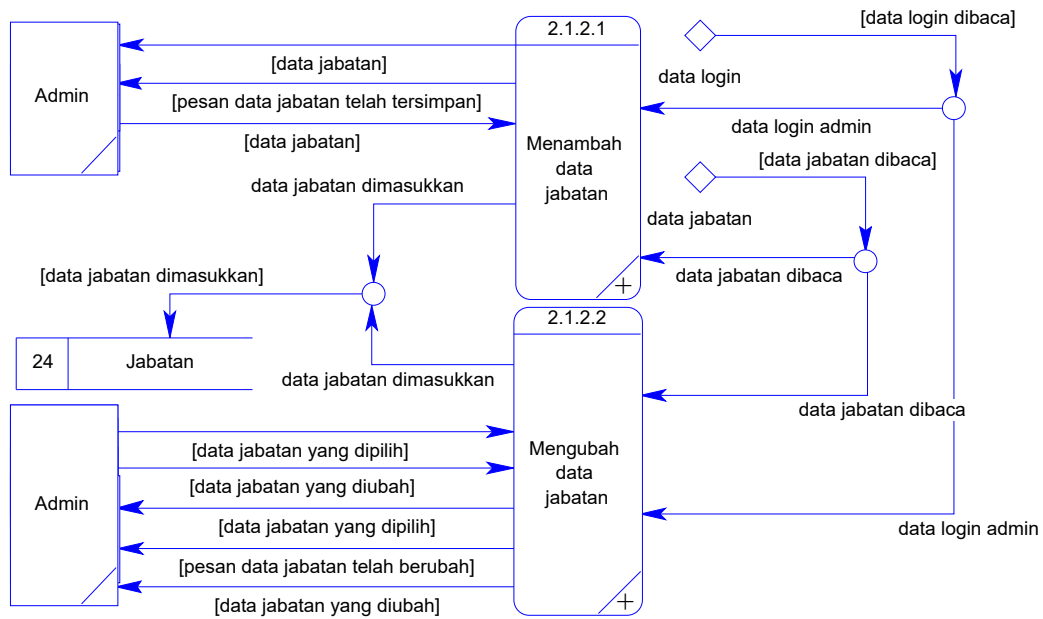 [data login dibaca]
2.1.2.1
[data jabatan]
data login
Admin
[pesan data jabatan telah tersimpan]
data login admin
[data jabatan]
Menambah
data
jabatan
[data jabatan dibaca]
data jabatan dimasukkan
data jabatan
[data jabatan dimasukkan]
data jabatan dibaca
2.1.2.2
24
Jabatan
data jabatan dimasukkan
data jabatan dibaca
[data jabatan yang dipilih]
Mengubah
data
jabatan
[data jabatan yang diubah]
Admin
[data jabatan yang dipilih]
data login admin
[pesan data jabatan telah berubah]
[data jabatan yang diubah]